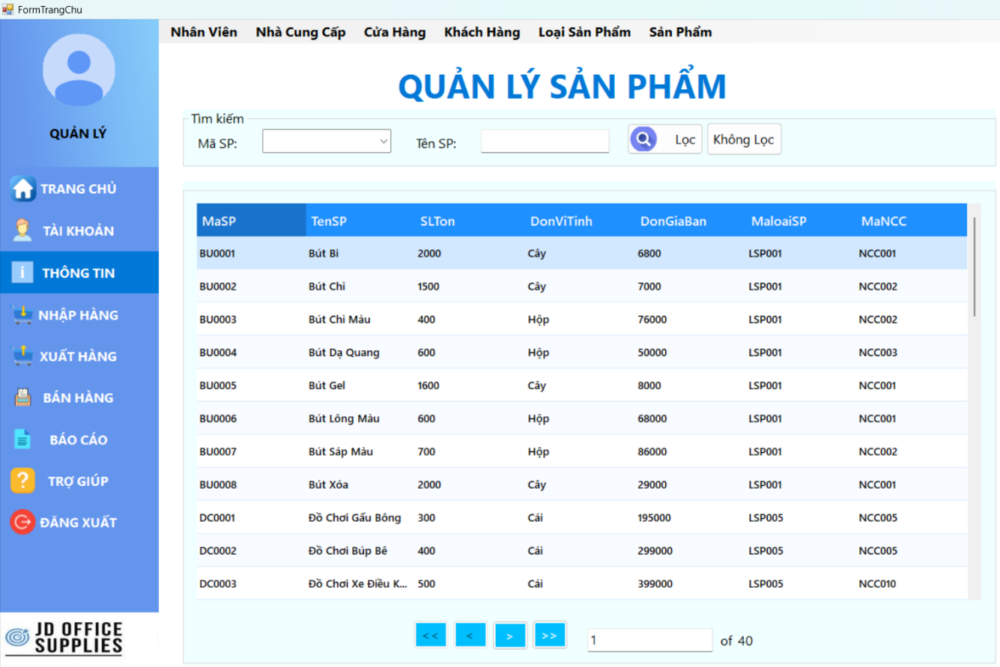 FormTrangChu
Nhân Viên Nhà Cung Cấp Cửa Hàng Khách Hàng Loại Sản Phẩm Sản Phẩm
QUẢN LÝ
TRANG CHỦ
TÀI KHOẢN
i THÔNG TIN
NHẬP HÀNG
XUẤT HÀNG
BÁN HÀNG
BÁO CÁO
? TRỢ GIÚP
ĐĂNG XUẤT
JD OFFICE
SUPPLIES
QUẢN LÝ SẢN PHẨM
Tìm kiếm
Mã SP: Tên SP: Lọc Không Lọc
MaSP TenSP SLTon DonViTinh DonGiaBan MaloaiSP MaNCC
BU0001 Bút Bi 2000 Cây 6800 LSP001 NCC001
BU0002 Bút Chì 1500 Cây 7000 LSP001 NCC002
BU0003 Bút Chì Màu 400 Hộp 76000 LSP001 NCC002
BU0004 Bút Dạ Quang 600 Hộp 50000 LSP001 NCC003
BU0005 Bút Gel 1600 Cây 8000 LSP001 NCC001
BU0006 Bút Lông Màu 600 Hộp 68000 LSP001 NCC001
BU0007 Bút Sáp Màu 700 Hộp 86000 LSP001 NCC002
BU0008 Bút Xóa 2000 Cây 29000 LSP001 NCC001
DC0001 Đồ Chơi Gấu Bông 300 Cái 195000 LSP005 NCC005
DC0002 Đồ Chơi Búp Bê 400 Cái 299000 LSP005 NCC005
DC0003 Đồ Chơi Xe Điều K... 500 Cái 399000 LSP005 NCC010
<< < > >> 1 of 40